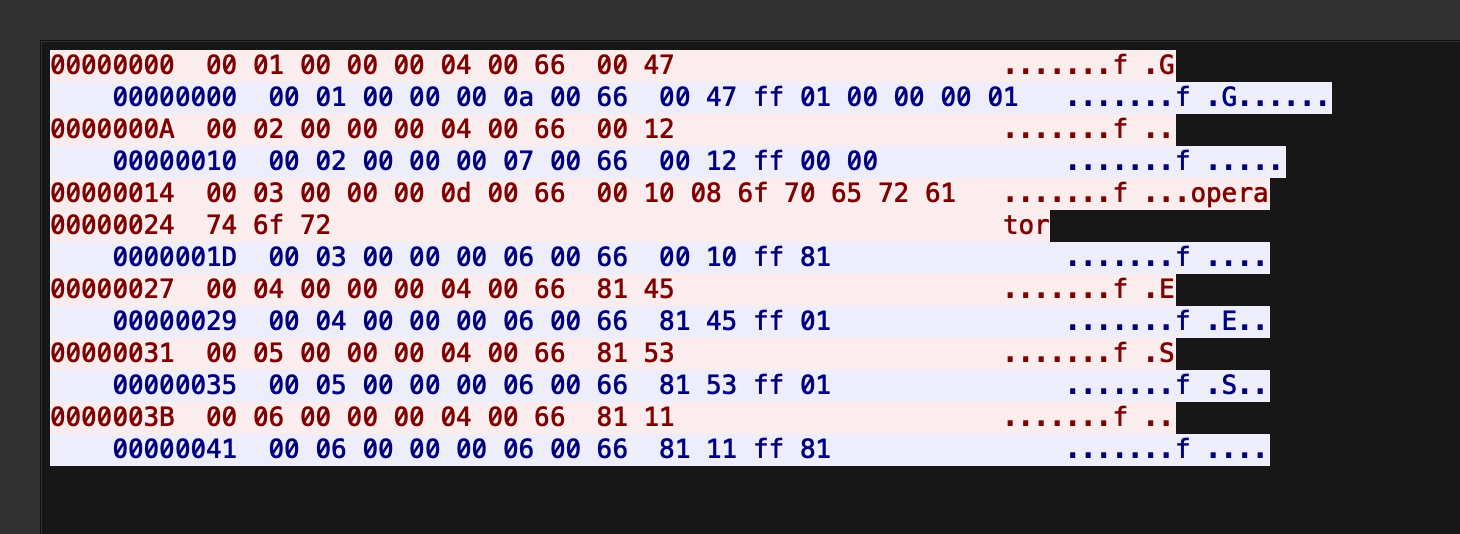 00000000  00 01 00 00 00 04 00 66  00 47                     .......f .G
    00000000  00 01 00 00 00 0a 00 66  00 47 ff 01 00 00 00 01   .......f .G......
0000000A  00 02 00 00 00 04 00 66  00 12                     .......f ..
    00000010  00 02 00 00 00 07 00 66  00 12 ff 00 00            .......f .....
00000014  00 03 00 00 00 0d 00 66  00 10 08 6f 70 65 72 61   .......f ...opera
00000024  74 6f 72                                           tor
    0000001D  00 03 00 00 00 06 00 66  00 10 ff 81               .......f ....
00000027  00 04 00 00 00 04 00 66  81 45                     .......f .E
    00000029  00 04 00 00 00 06 00 66  81 45 ff 01               .......f .E..
00000031  00 05 00 00 00 04 00 66  81 53                     .......f .S
    00000035  00 05 00 00 00 06 00 66  81 53 ff 01               .......f .S..
0000003B  00 06 00 00 00 04 00 66  81 11                     .......f ..
    00000041  00 06 00 00 00 06 00 66  81 11 ff 81               .......f ....